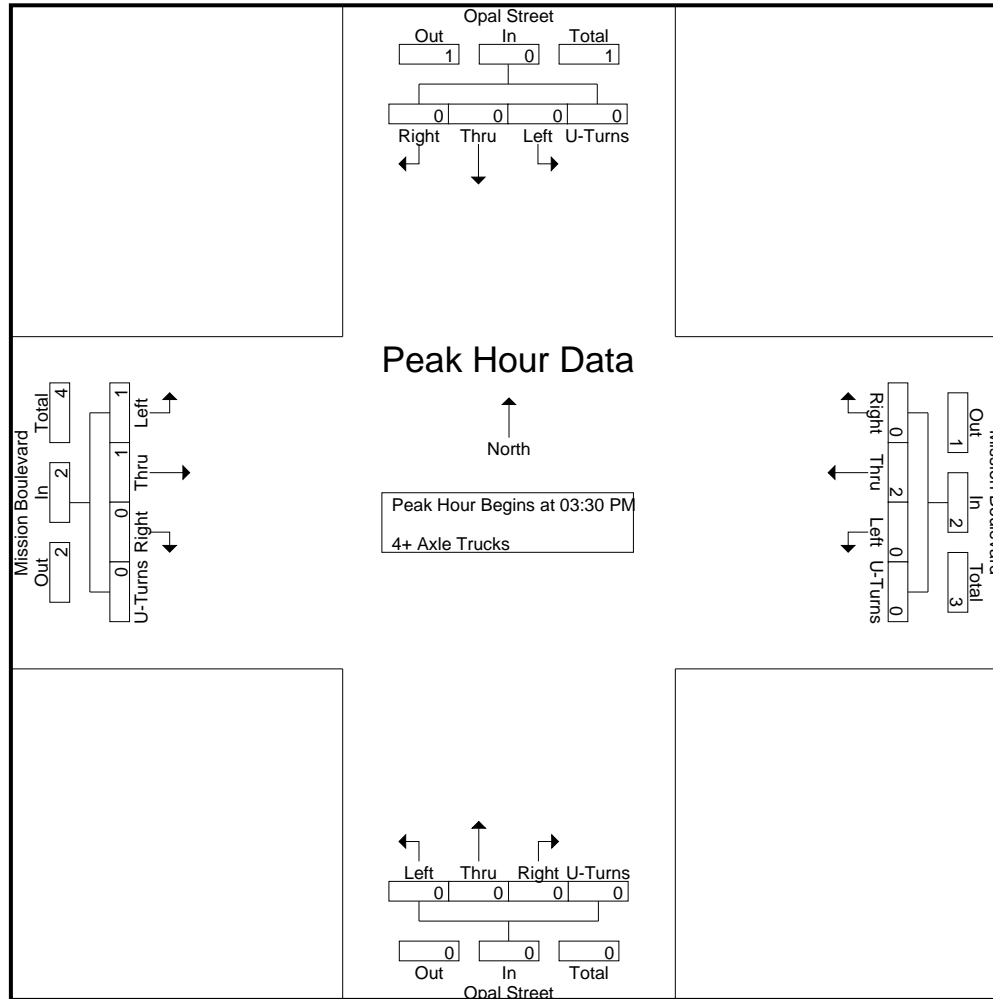 Opal Street
Out In Total
1 0 1
0 0 0 0
Right Thru Left U-Turns
Peak Hour Data
North
Peak Hour Begins at 03:30 PM
4+ Axle Trucks
Mission Boulevard
Out In Total
2 2 4
Left Thru Right U-Turns
1 1 0 0
Mission Boulevard
Out In Total
1 2 3
Right Thru Left U-Turns
0 2 0 0
Left Thru Right U-Turns
0 0 0 0
0 0 0
Out In Total
Opal Street